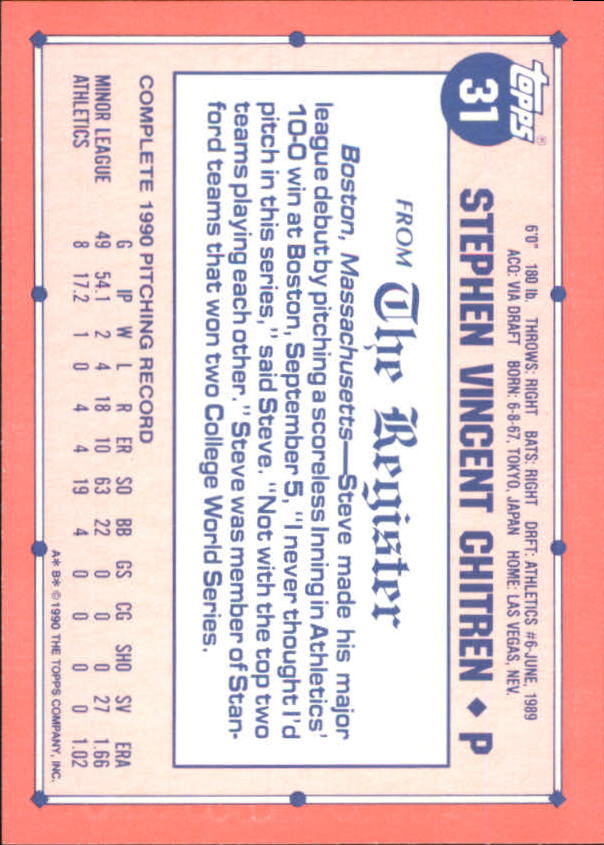 topps®
31
6'0" 180 lb. THROWS: RIGHT BATS: RIGHT DRFT: ATHLETICS #6-JUNE, 1989
ACQ: VIA DRAFT BORN: 6-8-67, TOKYO, JAPAN HOME: LAS VEGAS, NEV.
STEPHEN VINCENT CHITREN ♦ P
FROM The Register
Boston, Massachusetts—Steve made his major
league debut by pitching a scoreless Inning in Athletics'
10-0 win at Boston, September 5, "I never thought I'd
pitch in this series," said Steve. "Not with the top two
teams playing each other." Steve was member of Stan-
ford teams that won two College World Series.
COMPLETE 1990 PITCHING RECORD
G IP W L R ER SO BB GS CG SHO SV ERA
MINOR LEAGUE 49 54.1 2 4 18 10 63 22 0 0 0 27 1.66
ATHLETICS 8 17.2 1 0 4 4 19 4 0 0 0 0 1.02
A* B* © 1990 THE TOPPS COMPANY, INC.